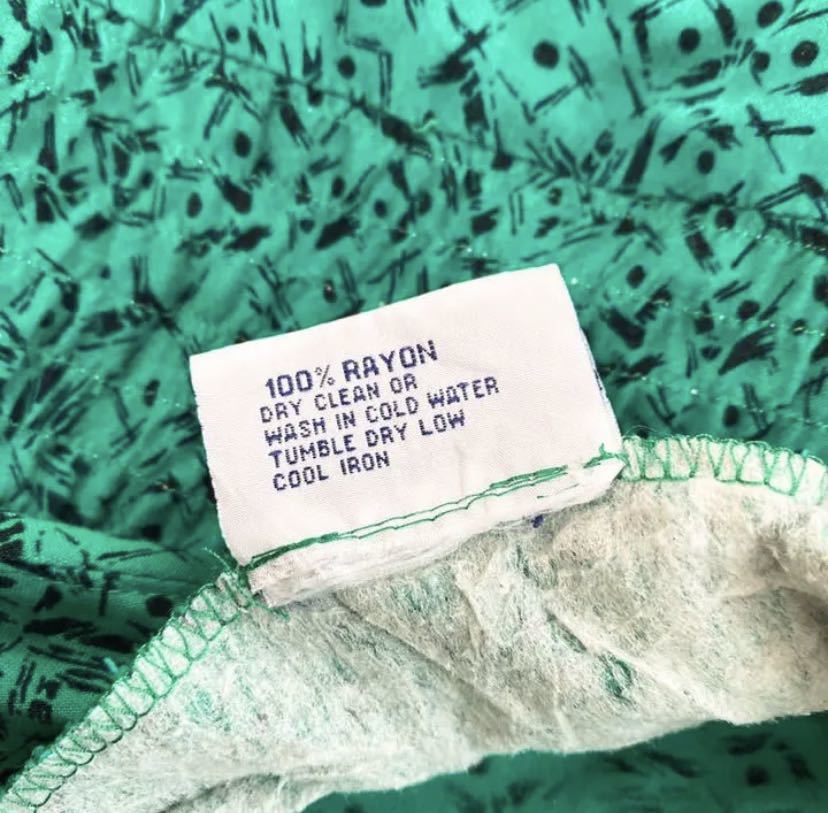 100% RAYON
DRY CLEAN OR
WASH IN COLD WATER
TUMBLE DRY LOW
COOL IRON